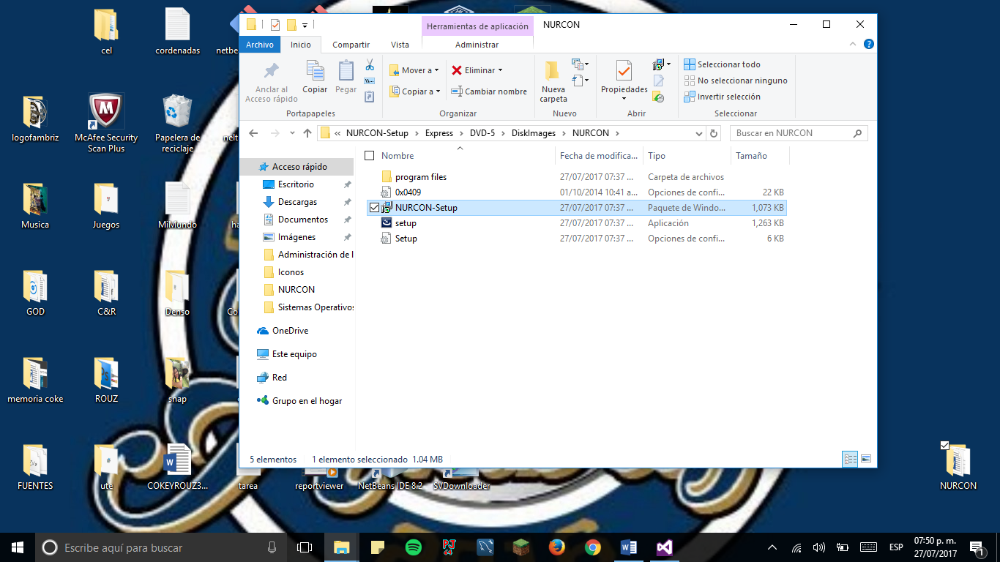 Herramientas de aplicación
NURCON
Archivo
Inicio
Compartir
Vista
Administrar
Anclar al
Acceso rápido
Copiar
Pegar
Portapapeles
Mover a
Copiar a
Eliminar
Cambiar nombre
Organizar
Nueva
carpeta
Nuevo
Propiedades
Abrir
Seleccionar todo
No seleccionar ninguno
Invertir selección
Seleccionar
« NURCON-Setup > Express > DVD-5 > DiskImages > NURCON >
Buscar en NURCON
Nombre
Fecha de modifica...
Tipo
Tamaño
program files 27/07/2017 07:37 ... Carpeta de archivos
0x0409 01/10/2014 10:41 a... Opciones de confi... 22 KB
NURCON-Setup 27/07/2017 07:37 ... Paquete de Windo... 1,073 KB
setup 27/07/2017 07:37 ... Aplicación 1,263 KB
Setup 27/07/2017 07:37 ... Opciones de confi... 6 KB
Acceso rápido
Escritorio
Descargas
Documentos
Imágenes
Administración de l
Iconos
NURCON
Sistemas Operativos
OneDrive
Este equipo
Red
Grupo en el hogar
5 elementos
1 elemento seleccionado 1.04 MB
cel
cordenadas
netbe
logofambriz
McAfee Security
Scan Plus
Papelera de
reciclaje
nelt
Musica
Juegos
MiMundo
ha
GOD
C&R
Denso
Co
memoria coke
ROUZ
snap
FUENTES
ute
COKEYROUZ3...
tarea
reportviewer
NetBeans IDE 8.2
SVDownloader
NURCON
Escribe aquí para buscar
ESP
07:50 p. m.
27/07/2017
1